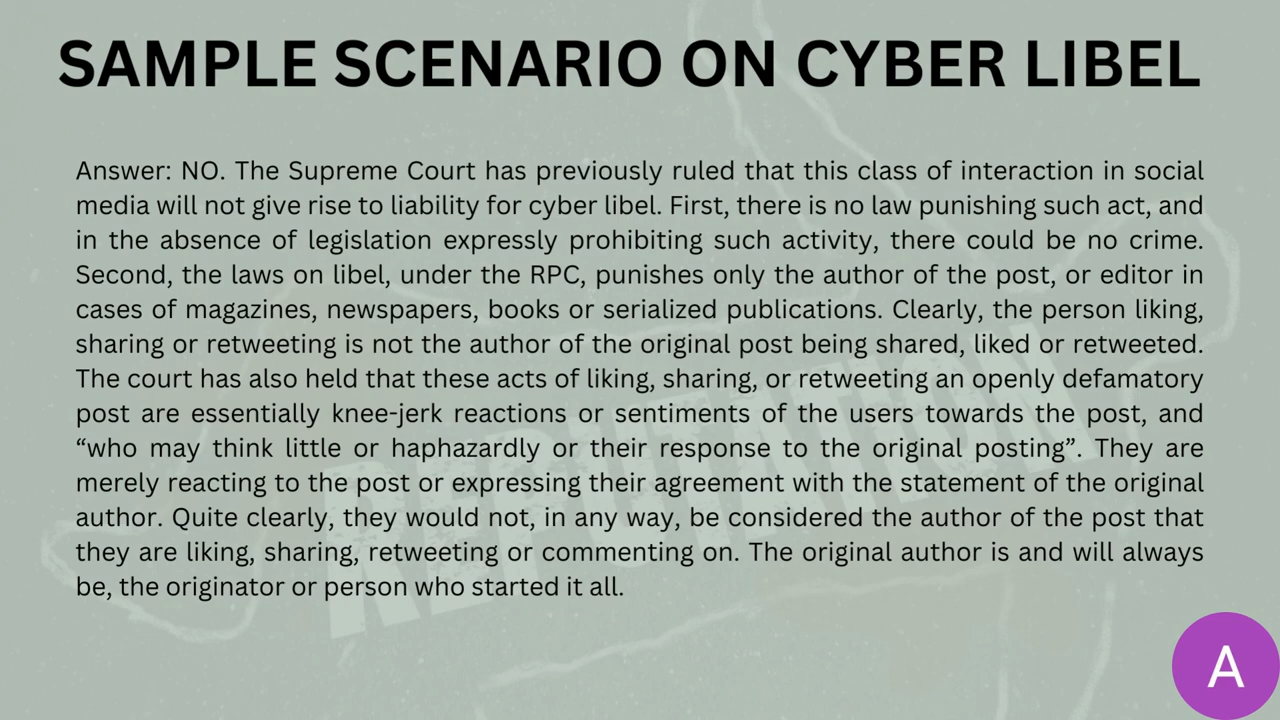 SAMPLE SCENARIO ON CYBER LIBEL
Answer: NO. The Supreme Court has previously ruled that this class of interaction in social
media will not give rise to liability for cyber libel. First, there is no law punishing such act, and
in the absence of legislation expressly prohibiting such activity, there could be no crime.
Second, the laws on libel, under the RPC, punishes only the author of the post, or editor in
cases of magazines, newspapers, books or serialized publications. Clearly, the person liking,
sharing or retweeting is not the author of the original post being shared, liked or retweeted.
The court has also held that these acts of liking, sharing, or retweeting an openly defamatory
post are essentially knee-jerk reactions or sentiments of the users towards the post, and
“who may think little or haphazardly or their response to the original posting”. They are
merely reacting to the post or expressing their agreement with the statement of the original
author. Quite clearly, they would not, in any way, be considered the author of the post that
they are liking, sharing, retweeting or commenting on. The original author is and will always
be, the originator or person who started it all.
REPUTATION
A